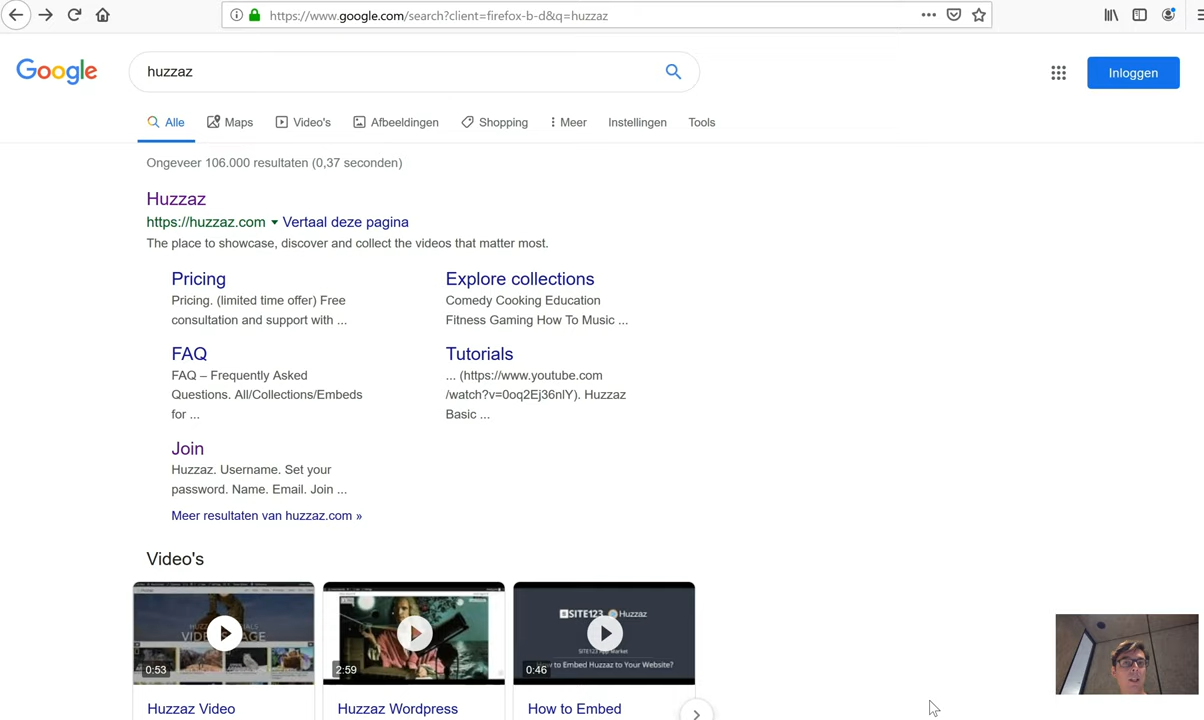 https://www.google.com/search?client=firefox-b-d&q=huzzaz
Google
huzzaz
Inloggen
Alle Maps Video's Afbeeldingen Shopping Meer Instellingen Tools
Ongeveer 106.000 resultaten (0,37 seconden)
Huzzaz
https://huzzaz.com Vertaal deze pagina
The place to showcase, discover and collect the videos that matter most.
Pricing
Pricing. (limited time offer) Free
consultation and support with ...
Explore collections
Comedy Cooking Education
Fitness Gaming How To Music ...
FAQ
FAQ – Frequently Asked
Questions. All/Collections/Embeds
for ...
Tutorials
... (https://www.youtube.com
/watch?v=0oq2Ej36nlY). Huzzaz
Basic ...
Join
Huzzaz. Username. Set your
password. Name. Email. Join ...
Meer resultaten van huzzaz.com »
Video's
0:53
2:59
SITE123 Huzzaz
SITE123 App Market
How to Embed Huzzaz to Your Website?
0:46
Huzzaz Video
Huzzaz Wordpress
How to Embed